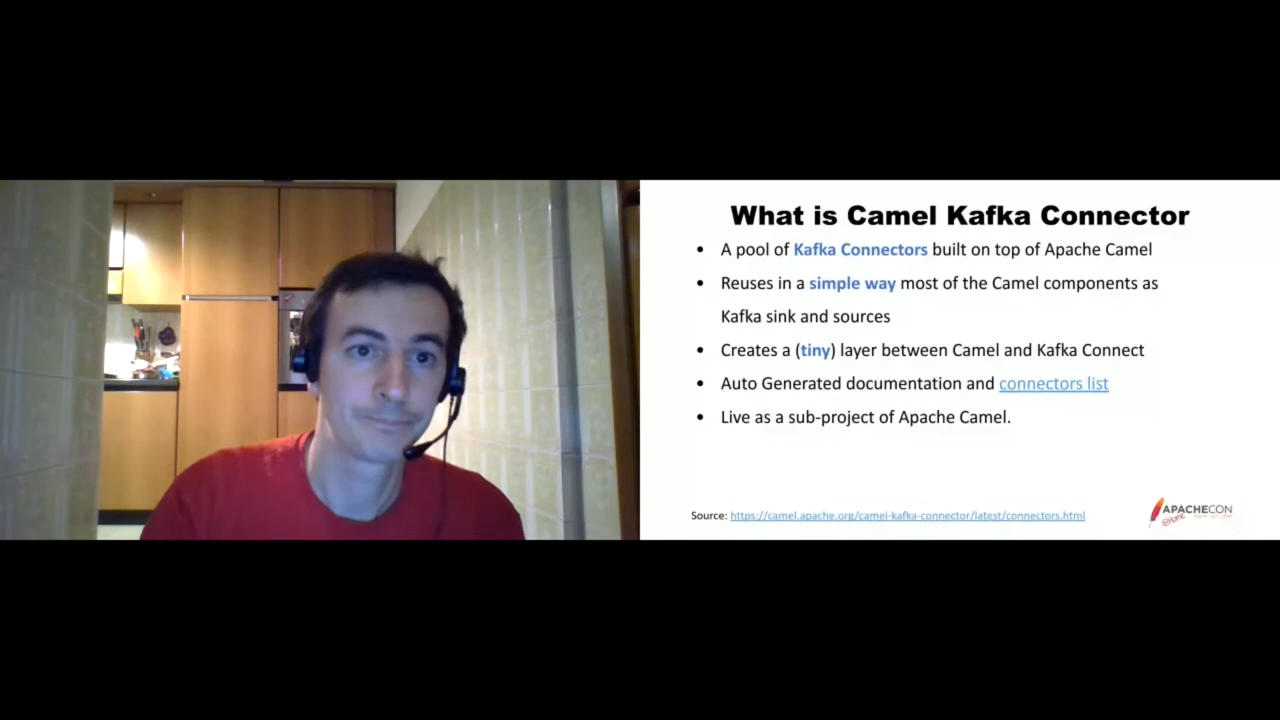 What is Camel Kafka Connector
• A pool of Kafka Connectors built on top of Apache Camel
• Reuses in a simple way most of the Camel components as
Kafka sink and sources
• Creates a (tiny) layer between Camel and Kafka Connect
• Auto Generated documentation and connectors list
• Live as a sub-project of Apache Camel.
Source: https://camel.apache.org/camel-kafka-connector/latest/connectors.html
APACHECON
@Home